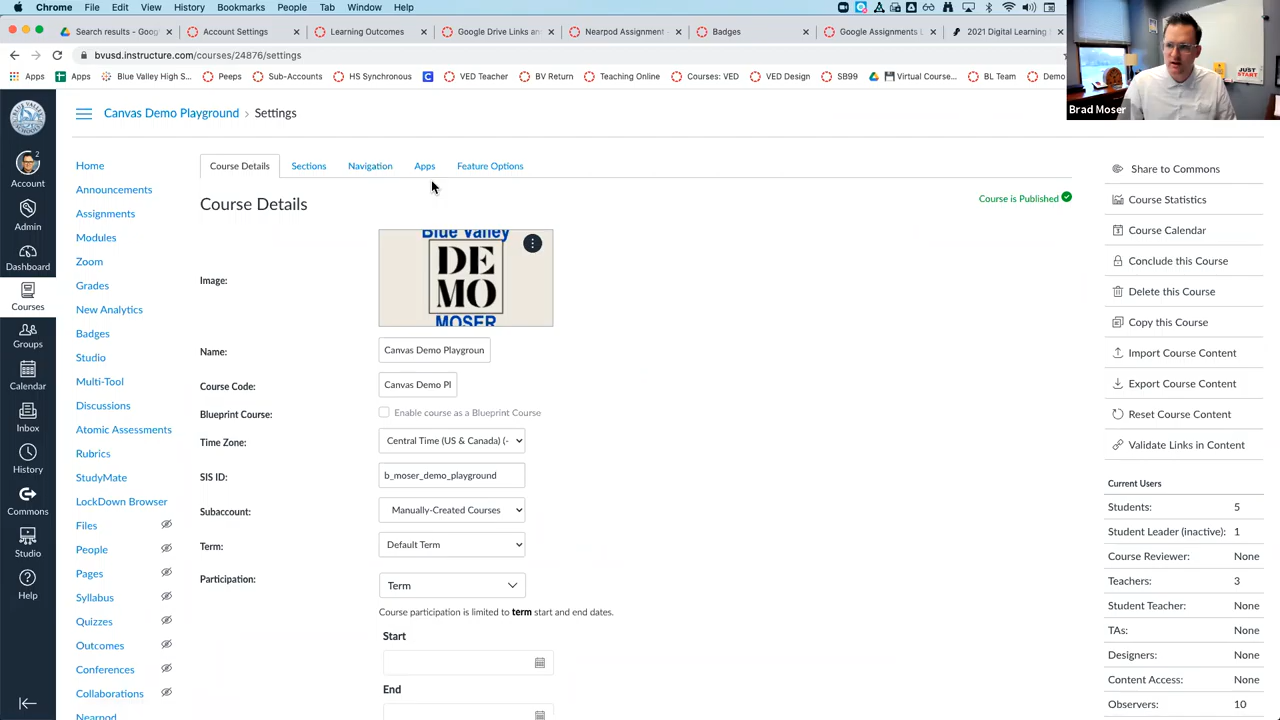 Chrome File Edit View History Bookmarks People Tab Window Help
Search results - Goog
Account Settings
Learning Outcomes
Google Drive Links an
Nearpod Assignment
Badges
Google Assignments L
2021 Digital Learning
bvusd.instructure.com/courses/24876/settings
Apps Apps Blue Valley High S... Peeps Sub-Accounts HS Synchronous VED Teacher BV Return Teaching Online Courses: VED VED Design SB99 Virtual Course... BL Team Demo
JUST START
Brad Moser
Canvas Demo Playground › Settings
Account
Admin
Dashboard
Courses
Groups
Calendar
Inbox
History
Commons
Studio
Help
Home
Announcements
Assignments
Modules
Zoom
Grades
New Analytics
Badges
Studio
Multi-Tool
Discussions
Atomic Assessments
Rubrics
StudyMate
LockDown Browser
Files
People
Pages
Syllabus
Quizzes
Outcomes
Conferences
Collaborations
Nearpod
Course Details Sections Navigation Apps Feature Options
Course Details
Course is Published
Image:
Blue Valley
DE
MO
MOSER
Name: Canvas Demo Playgroun
Course Code: Canvas Demo Pl
Blueprint Course: Enable course as a Blueprint Course
Time Zone: Central Time (US & Canada) (-
SIS ID: b_moser_demo_playground
Subaccount: Manually-Created Courses
Term: Default Term
Participation: Term
Course participation is limited to term start and end dates.
Start
End
Share to Commons
Course Statistics
Course Calendar
Conclude this Course
Delete this Course
Copy this Course
Import Course Content
Export Course Content
Reset Course Content
Validate Links in Content
Current Users
Students: 5
Student Leader (inactive): 1
Course Reviewer: None
Teachers: 3
Student Teacher: None
TAs: None
Designers: None
Content Access: None
Observers: 10